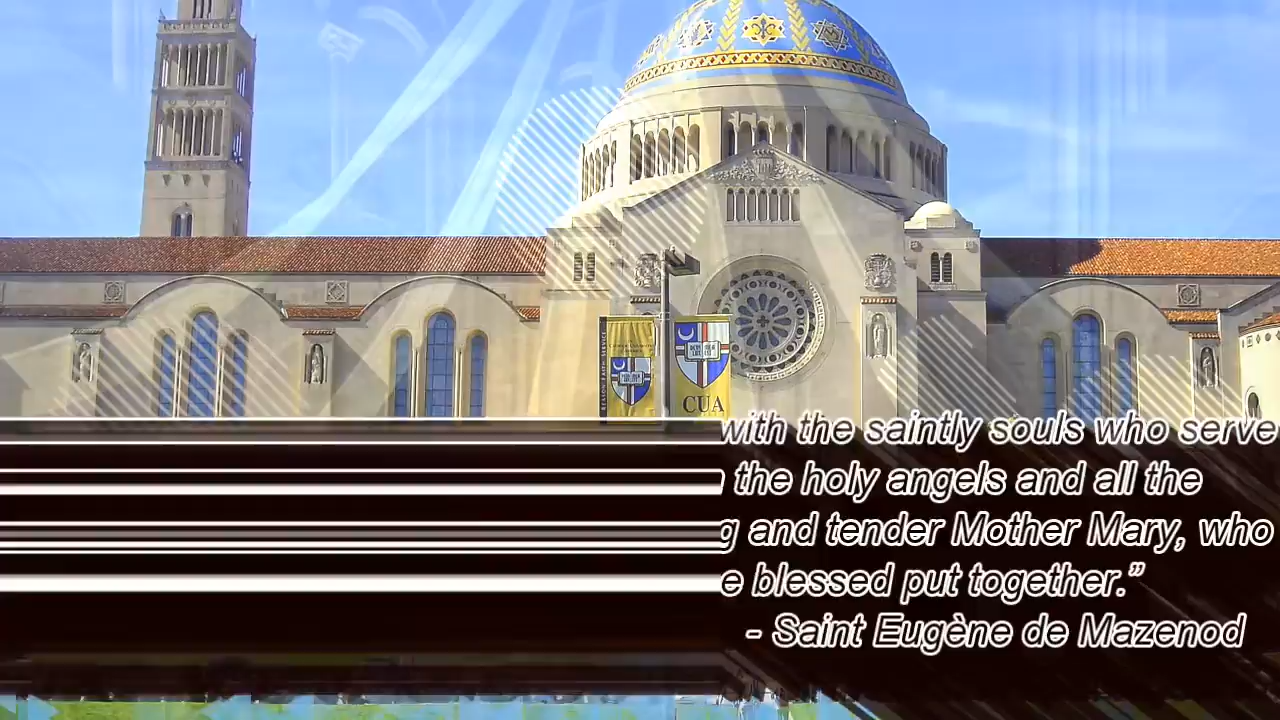 CUA
with the saintly souls who serve
the holy angels and all the
and tender Mother Mary, who
blessed put together.”
- Saint Eugène de Mazenod